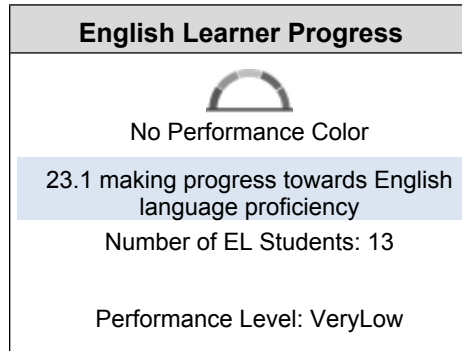 English Learner Progress
No Performance Color
23.1 making progress towards English
language proficiency
Number of EL Students: 13
Performance Level: VeryLow